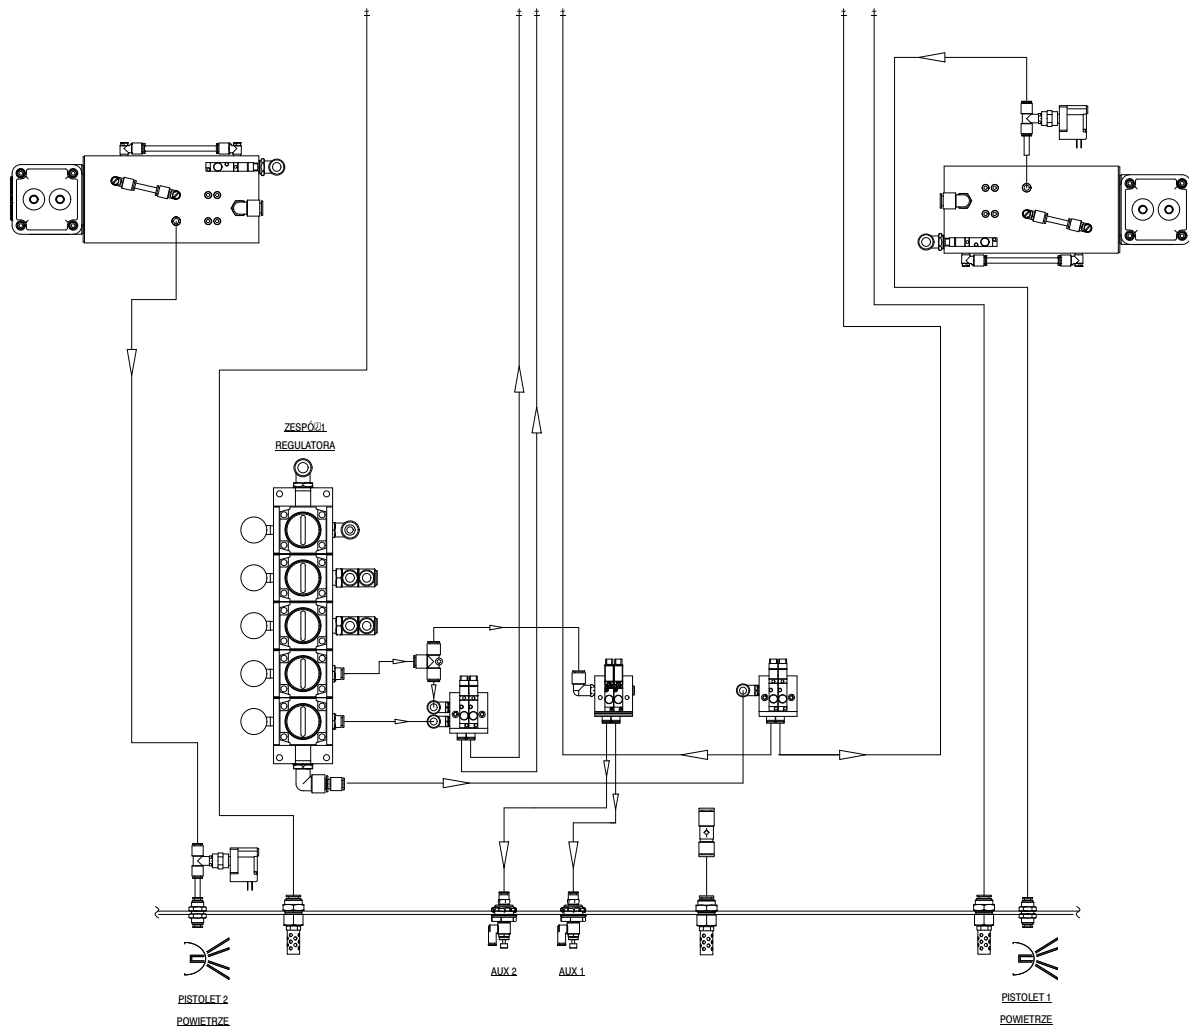 REGULATORA
AUX 2
AUX 1
PISTOLET 2
POWIETRZE
PISTOLET 1
POWIETRZE